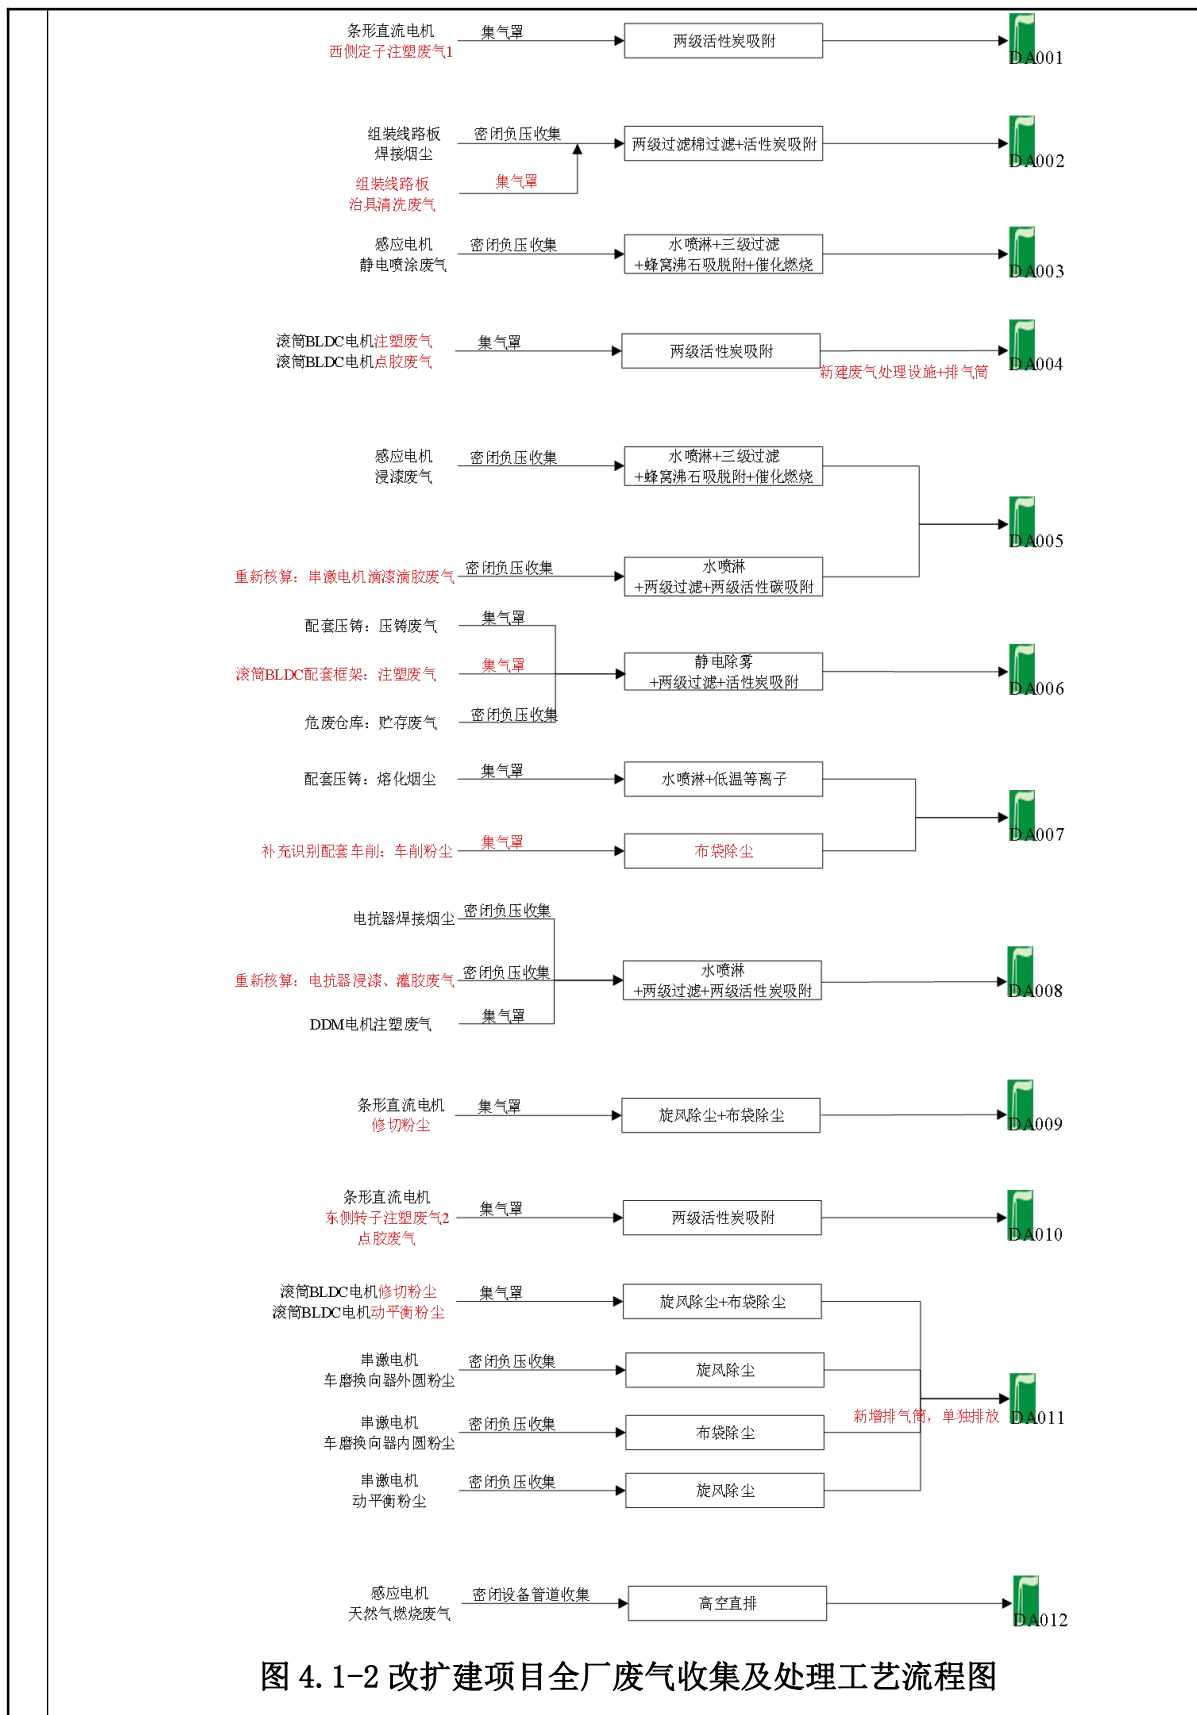 条形直流电机
西侧定子注塑废气1
集气罩
两级活性炭吸附
DA001
组装线路板
焊接烟尘
密闭负压收集
两级过滤棉过滤+活性炭吸附
DA002
组装线路板
治具清洗废气
集气罩
感应电机
静电喷涂废气
密闭负压收集
水喷淋+三级过滤
+蜂窝沸石吸脱附+催化燃烧
DA003
滚筒BLDC电机注塑废气
滚筒BLDC电机点胶废气
集气罩
两级活性炭吸附
新建废气处理设施+排气筒
DA004
感应电机
浸漆废气
密闭负压收集
水喷淋+三级过滤
+蜂窝沸石吸脱附+催化燃烧
DA005
重新核算：串激电机滴漆滴胶废气
密闭负压收集
水喷淋
+两级过滤+两级活性碳吸附
配套压铸：压铸废气
集气罩
滚筒BLDC配套框架：注塑废气
集气罩
静电除雾
+两级过滤+活性炭吸附
DA006
危废仓库：贮存废气
密闭负压收集
配套压铸：熔化烟尘
集气罩
水喷淋+低温等离子
DA007
补充识别配套车削：车削粉尘
集气罩
布袋除尘
电抗器焊接烟尘
密闭负压收集
重新核算：电抗器浸漆、灌胶废气
密闭负压收集
水喷淋
+两级过滤+两级活性炭吸附
DA008
DDM电机注塑废气
集气罩
条形直流电机
修切粉尘
集气罩
旋风除尘+布袋除尘
DA009
条形直流电机
东侧转子注塑废气2
点胶废气
集气罩
两级活性炭吸附
DA010
滚筒BLDC电机修切粉尘
滚筒BLDC电机动平衡粉尘
集气罩
旋风除尘+布袋除尘
串激电机
车磨换向器外圆粉尘
密闭负压收集
旋风除尘
新增排气筒，单独排放
DA011
串激电机
车磨换向器内圆粉尘
密闭负压收集
布袋除尘
串激电机
动平衡粉尘
密闭负压收集
旋风除尘
感应电机
天然气燃烧废气
密闭设备管道收集
高空直排
DA012
图 4.1-2 改扩建项目全厂废气收集及处理工艺流程图